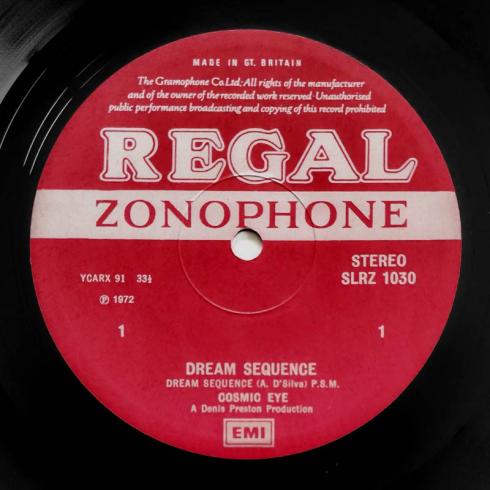 MADE IN GT. BRITAIN
The Gramophone Co.Ltd; All rights of the manufacturer
and of the owner of the recorded work reserved · Unauthorised
public performance broadcasting and copying of this record prohibited
REGAL
ZONOPHONE
STEREO
SLRZ 1030
YCARX 91 33⅓
℗ 1972
1
1
DREAM SEQUENCE
DREAM SEQUENCE (A. D'Silva) P.S.M.
COSMIC EYE
A Denis Preston Production
EMI